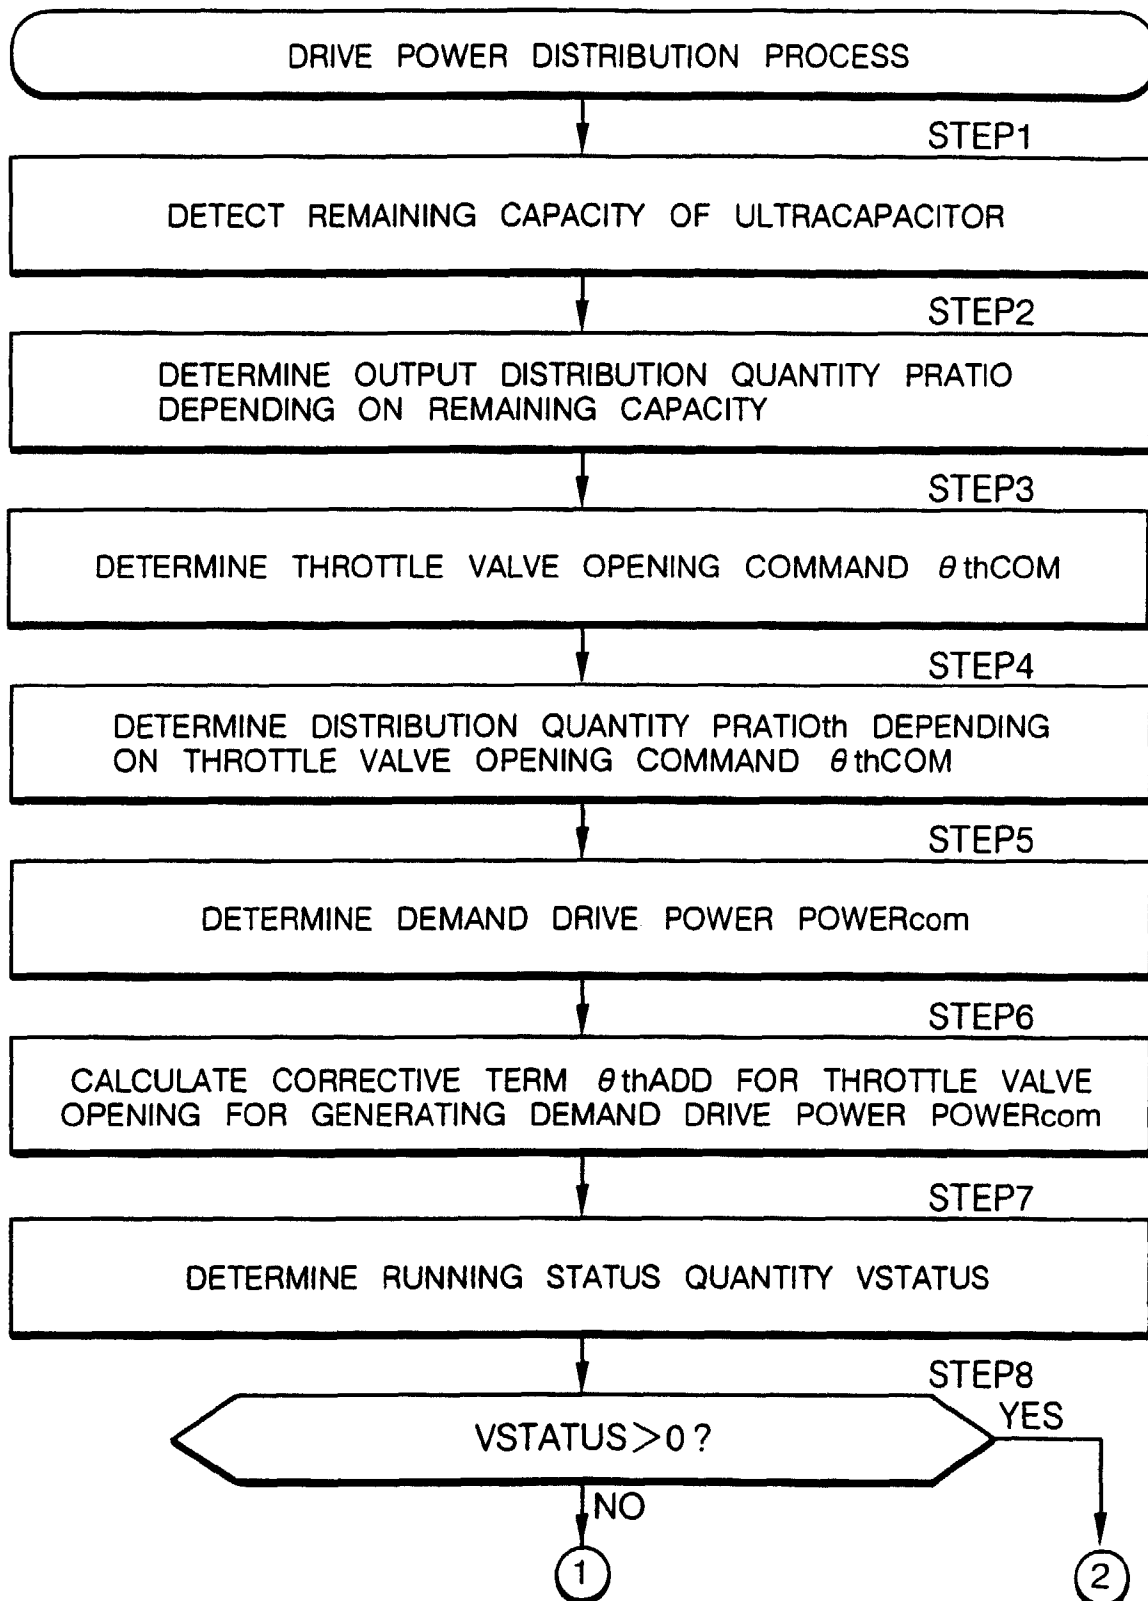 DRIVE POWER DISTRIBUTION PROCESS
STEP1
DETECT REMAINING CAPACITY OF ULTRACAPACITOR
STEP2
DETERMINE OUTPUT DISTRIBUTION QUANTITY PRATIO
DEPENDING ON REMAINING CAPACITY
STEP3
DETERMINE THROTTLE VALVE OPENING COMMAND θthCOM
STEP4
DETERMINE DISTRIBUTION QUANTITY PRATIOth DEPENDING
ON THROTTLE VALVE OPENING COMMAND θthCOM
STEP5
DETERMINE DEMAND DRIVE POWER POWERcom
STEP6
CALCULATE CORRECTIVE TERM θthADD FOR THROTTLE VALVE
OPENING FOR GENERATING DEMAND DRIVE POWER POWERcom
STEP7
DETERMINE RUNNING STATUS QUANTITY VSTATUS
STEP8
VSTATUS>0?
YES
NO
1
2